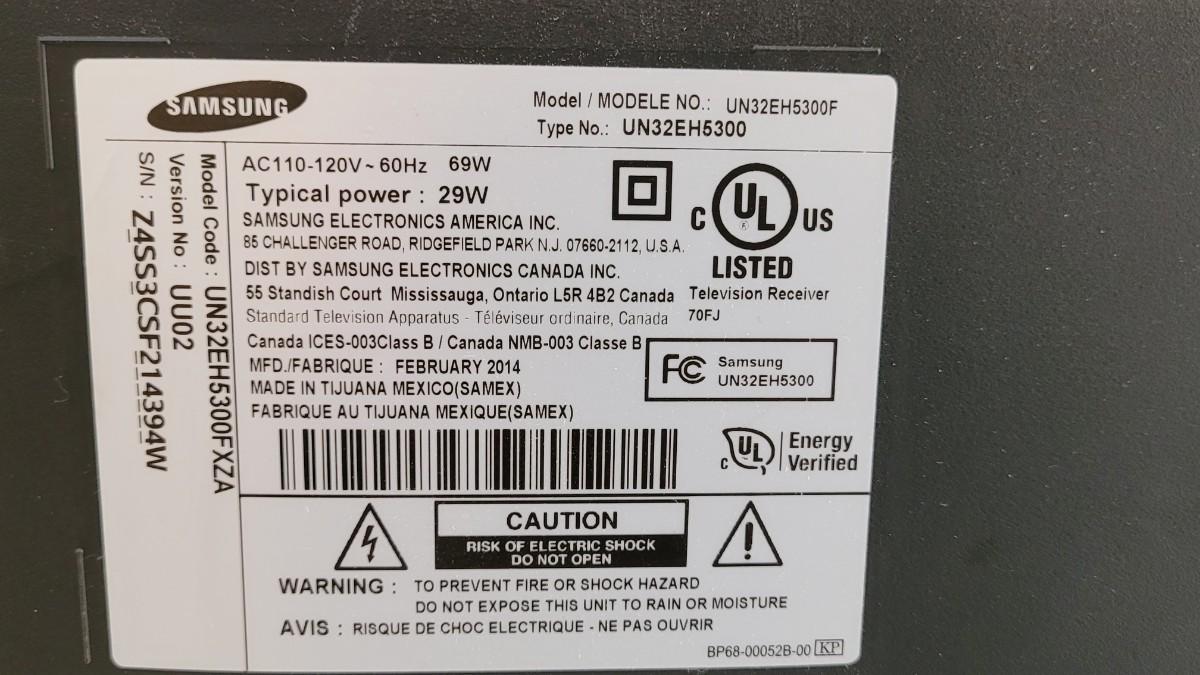 SAMSUNG
Model / MODELE NO.: UN32EH5300F
Type No.: UN32EH5300
Model Code : UN32EH5300FXZA
Version No : UU02
S/N : Z4SS3CSF214394W
AC110-120V ~ 60Hz 69W
Typical power : 29W
SAMSUNG ELECTRONICS AMERICA INC.
85 CHALLENGER ROAD, RIDGEFIELD PARK N.J. 07660-2112, U.S.A.
DIST BY SAMSUNG ELECTRONICS CANADA INC.
55 Standish Court Mississauga, Ontario L5R 4B2 Canada
Standard Television Apparatus - Téléviseur ordinaire, Canada
Canada ICES-003Class B / Canada NMB-003 Classe B
MFD./FABRIQUE : FEBRUARY 2014
MADE IN TIJUANA MEXICO(SAMEX)
FABRIQUE AU TIJUANA MEXIQUE(SAMEX)
C UL ® US
LISTED
Television Receiver
70FJ
FC Samsung
UN32EH5300
C UL Energy
Verified
CAUTION
RISK OF ELECTRIC SHOCK
DO NOT OPEN
WARNING : TO PREVENT FIRE OR SHOCK HAZARD
DO NOT EXPOSE THIS UNIT TO RAIN OR MOISTURE
AVIS : RISQUE DE CHOC ELECTRIQUE - NE PAS OUVRIR
BP68-00052B-00 KP